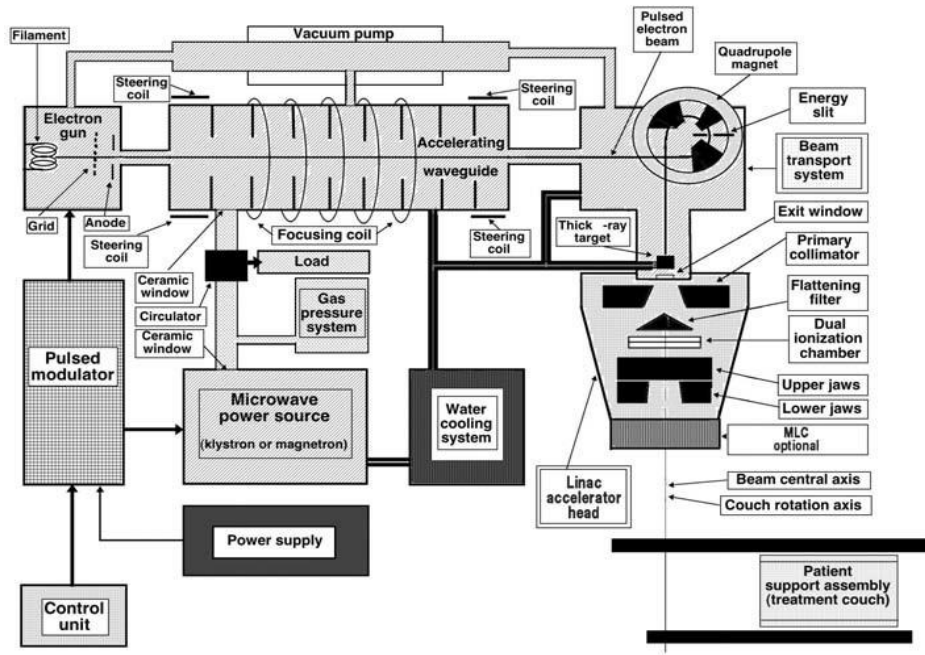 Filament
Vacuum pump
Pulsed
electron
beam
Quadrupole
magnet
Steering
coil
Steering
coil
Energy
slit
Electron
gun
Accelerating
waveguide
Beam
transport
system
Grid
Anode
Steering
coil
Focusing coil
Steering
coil
Thick -ray
target
Exit window
Primary
collimator
Ceramic
window
Load
Circulator
Gas
pressure
system
Flattening
filter
Ceramic
window
Dual
ionization
chamber
Pulsed
modulator
Microwave
power source
(klystron or magnetron)
Water
cooling
system
Upper jaws
Lower jaws
MLC
optional
Linac
accelerator
head
Beam central axis
Couch rotation axis
Power supply
Patient
support assembly
(treatment couch)
Control
unit